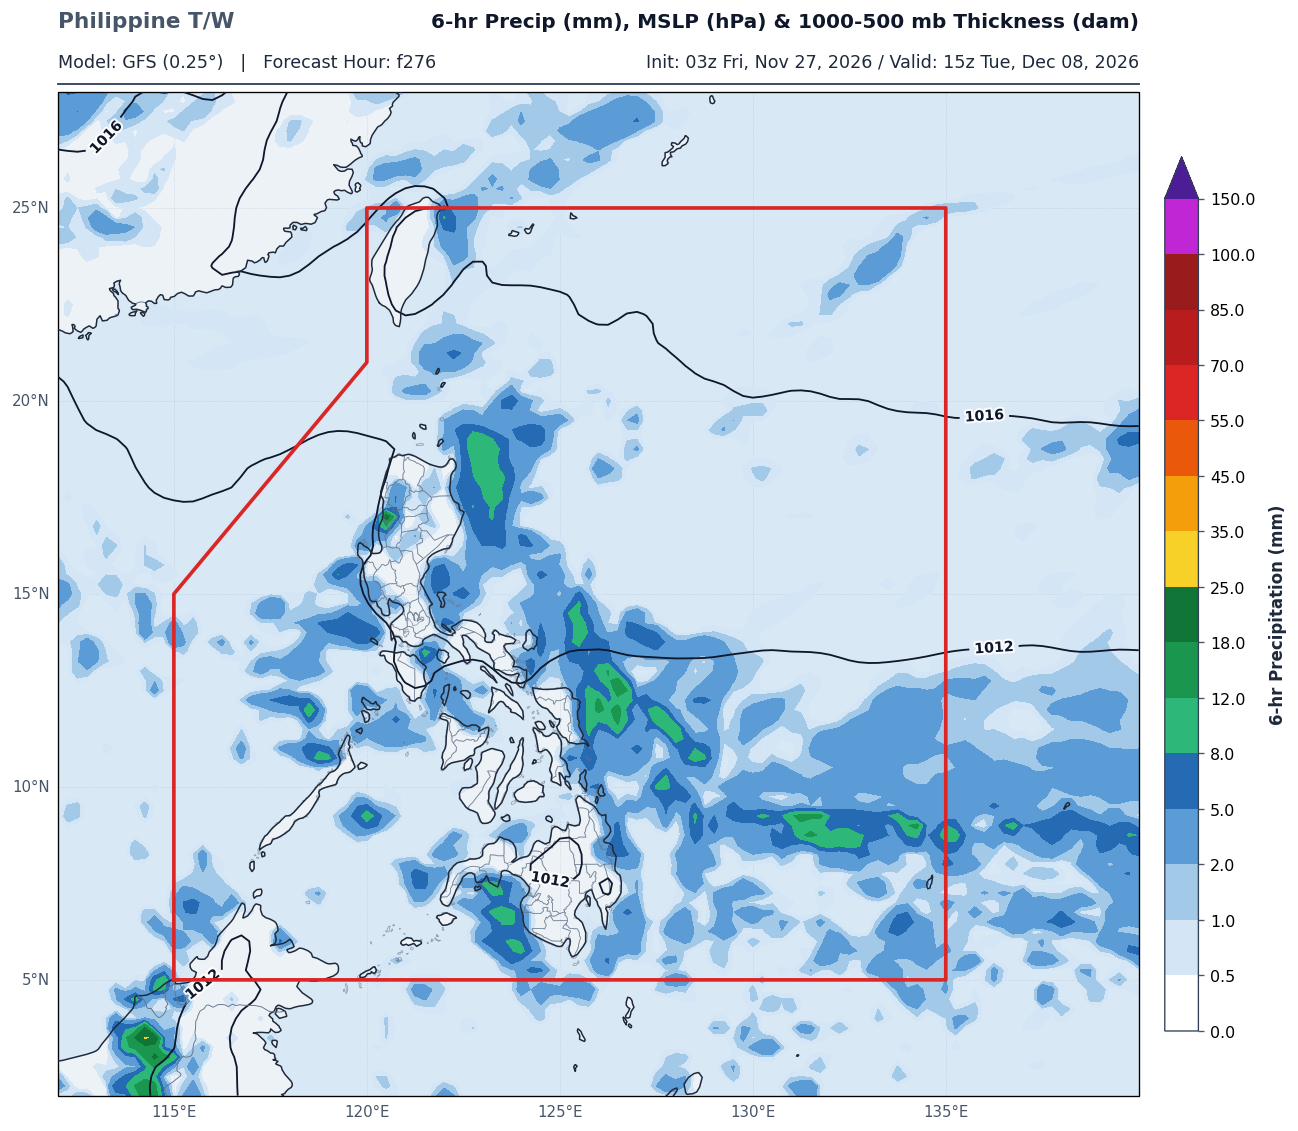 Philippine T/W
6-hr Precip (mm), MSLP (hPa) & 1000-500 mb Thickness (dam)
Model: GFS (0.25°) | Forecast Hour: f276
Init: 03z Fri, Nov 27, 2026 / Valid: 15z Tue, Dec 08, 2026
1016
25°N
20°N
15°N
10°N
5°N
1016
1012
1012
1012
115°E
120°E
125°E
130°E
135°E
150.0
100.0
85.0
70.0
55.0
45.0
35.0
25.0
18.0
12.0
8.0
5.0
2.0
1.0
0.5
0.0
6-hr Precipitation (mm)